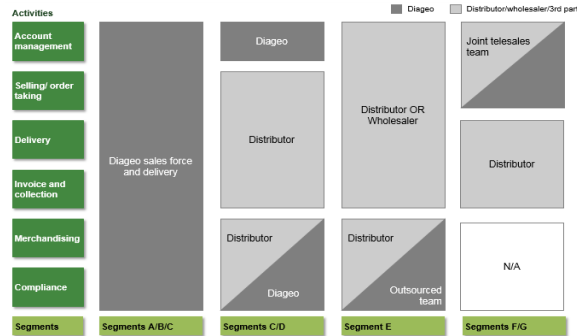 Activities
Diageo
Distributor/wholesaler/3rd part
Account
management
Selling/ order
taking
Delivery
Invoice and
collection
Merchandising
Compliance
Segments
Diageo sales force
and delivery
Segments A/B/C
Diageo
Distributor
Distributor
Diageo
Segments C/D
Distributor OR
Wholesaler
Distributor
Outsourced
team
Segment E
Joint telesales
team
Distributor
N/A
Segments F/G